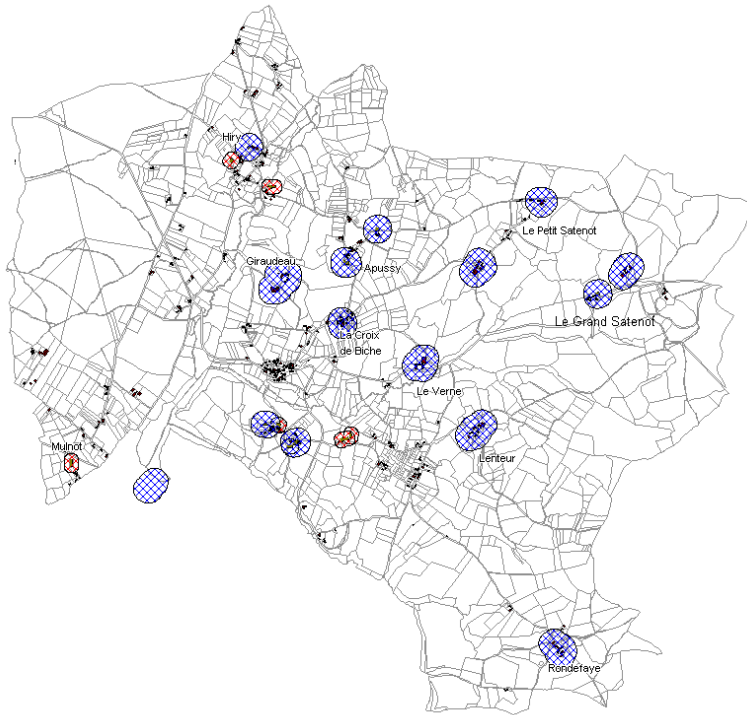 Hiry
Le Petit Satenot
Giraudeau
Apussy
Le Grand Satenot
La Croix
de Biche
Le Verne
Mulnot
Lenteur
Rondefaye